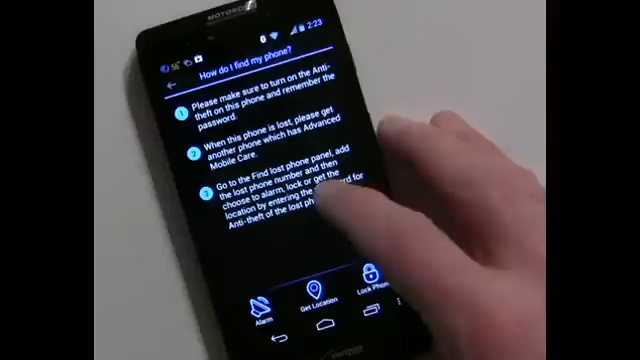 MOTOROLA
2:23
How do I find my phone?
1 Please make sure to turn on the Anti-
theft on this phone and remember the
password.
2 When this phone is lost, please get
another phone which has Advanced
Mobile Care.
3 Go to the Find lost phone panel, add
the lost phone number and then
choose to alarm, lock or get the
location by entering the for
Anti-theft of the lost
Alarm
Get Location
Lock Phone